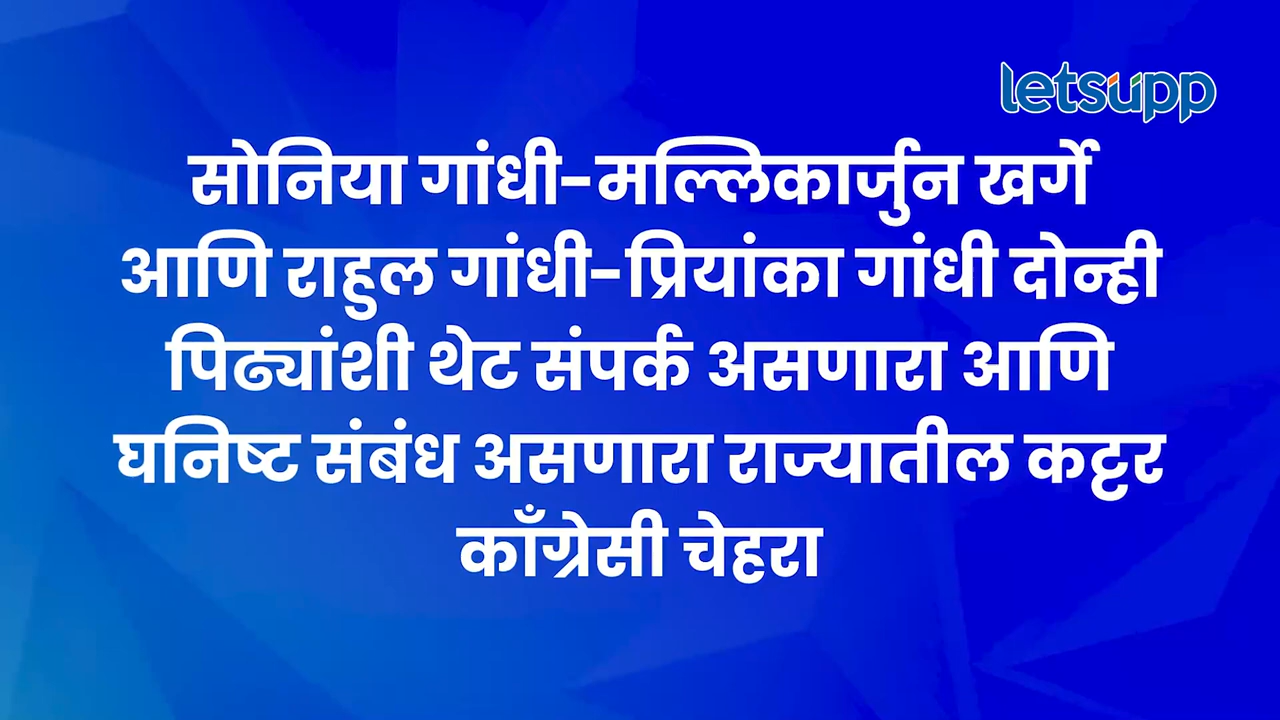 letsupp
सोनिया गांधी-मल्लिकार्जुन खर्गे
आणि राहुल गांधी-प्रियांका गांधी दोन्ही
पिढ्यांशी थेट संपर्क असणारा आणि
घनिष्ट संबंध असणारा राज्यातील कट्टर
काँग्रेसी चेहरा